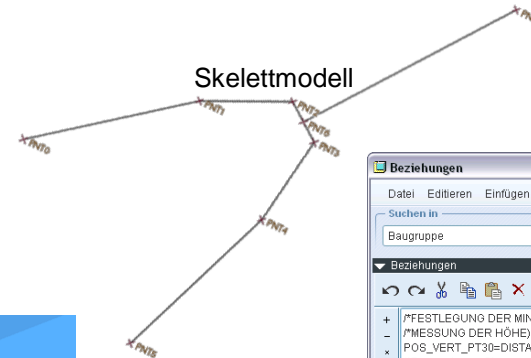 Skelettmodell
PNT1
PNT6
PNT0
PNT3
PNT4
PNT5
Beziehungen
Datei Editieren Einfügen
Suchen in
Baugruppe
Beziehungen
/*FESTLEGUNG DER MIN
/*MESSUNG DER HÖHE)
POS_VERT_PT30=DISTA